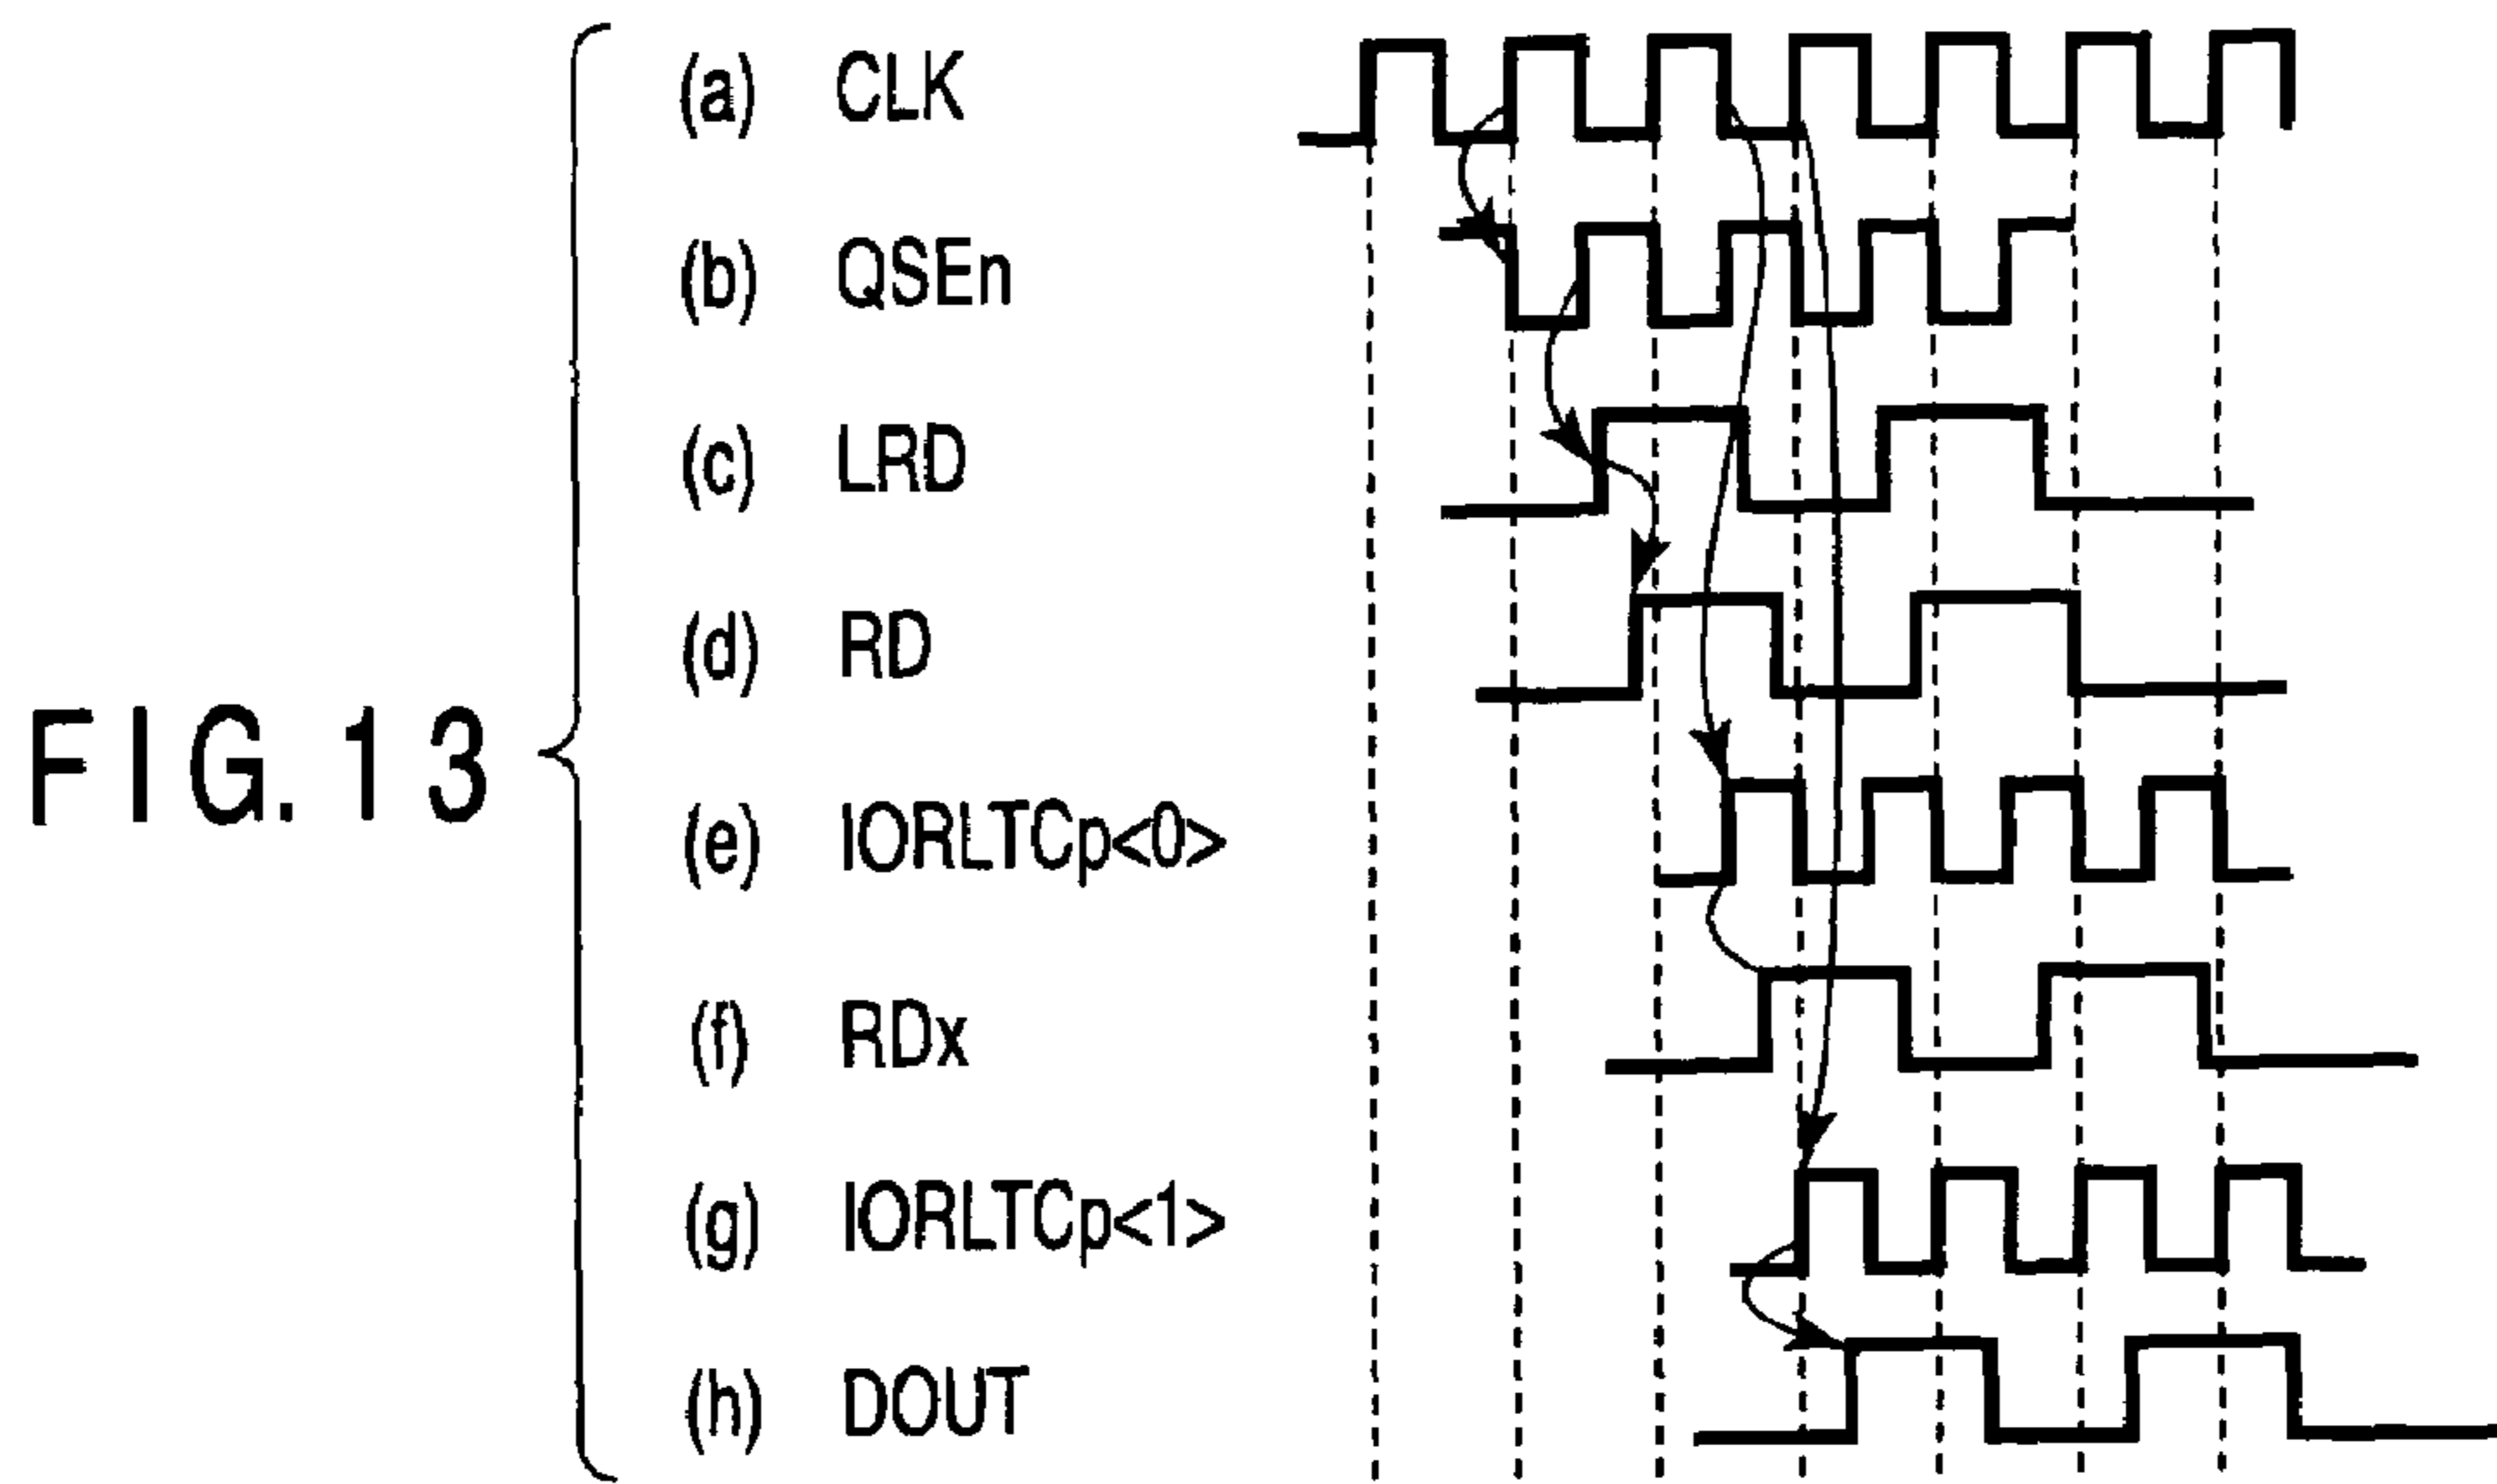 FIG. 13
(a) CLK
(b) QSEn
(c) LRD
(d) RD
(e) IORLTCp<0>
(f) RDx
(g) IORLTCp<1>
(h) DOUT